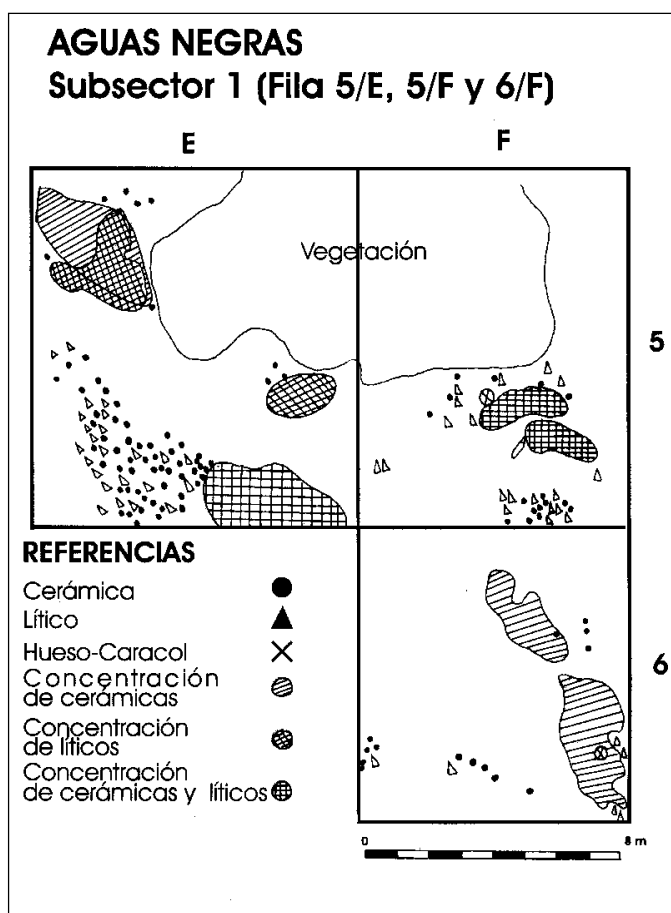 AGUAS NEGRAS
Subsector 1 (Fila 5/E, 5/F y 6/F)
E F
Vegetación
5
REFERENCIAS
Cerámica
Lítico
Hueso-Caracol
Concentración
de cerámicas
Concentración
de líticos
Concentración
de cerámicas y líticos
6
0 8 m